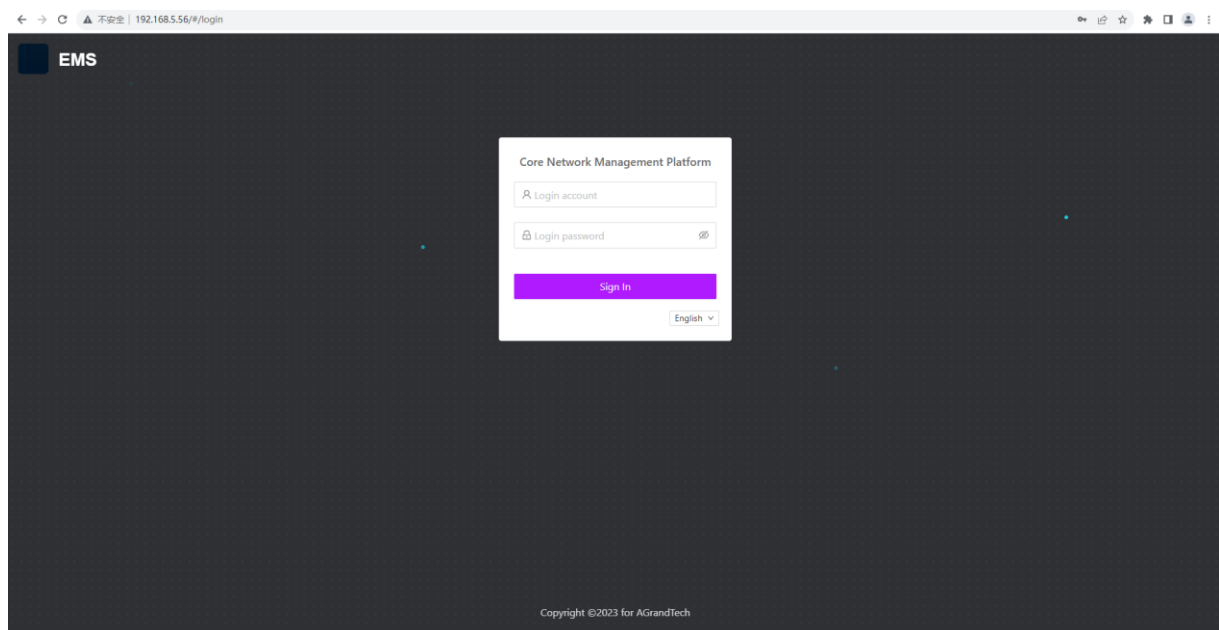 不安全 | 192.168.5.56/#/login
EMS
Core Network Management Platform
Login account
Login password
Sign In
English
Copyright ©2023 for AGrandTech